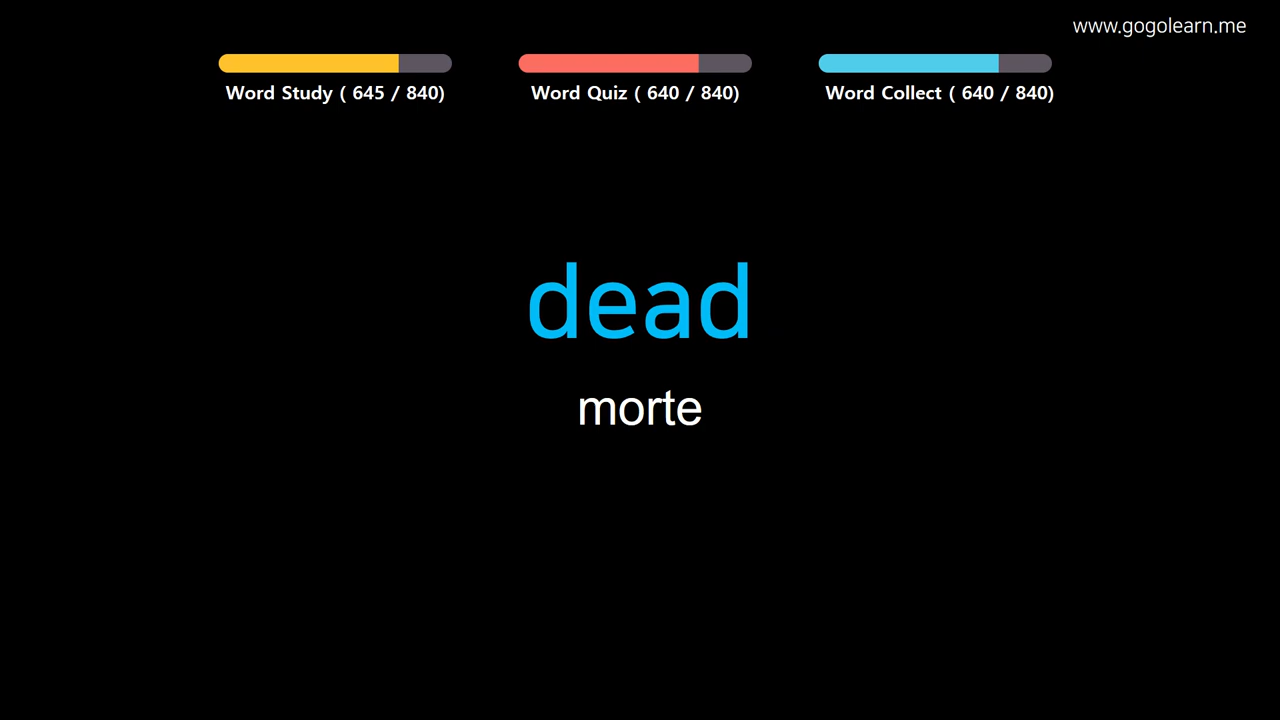 www.gogolearn.me
Word Study ( 645 / 840)
Word Quiz ( 640 / 840)
Word Collect ( 640 / 840)
dead
morte